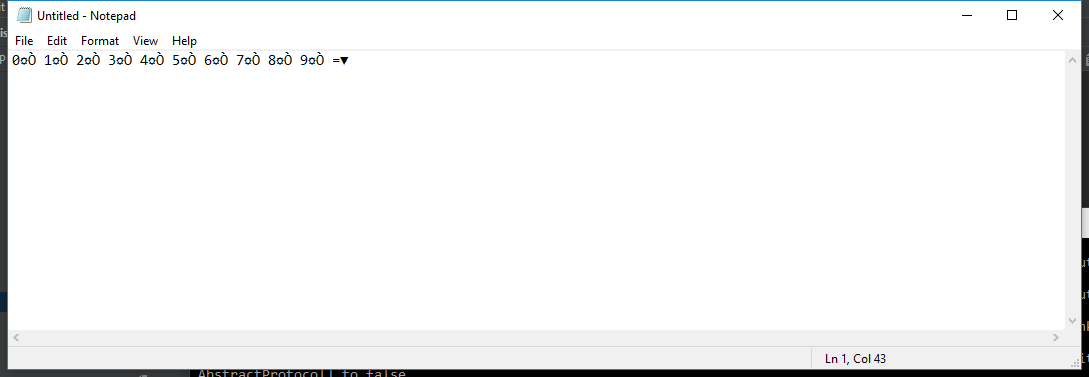 Untitled - Notepad
File Edit Format View Help
0¤Ò 1¤Ò 2¤Ò 3¤Ò 4¤Ò 5¤Ò 6¤Ò 7¤Ò 8¤Ò 9¤Ò =▼
Ln 1, Col 43
AbstractProtocol] to false